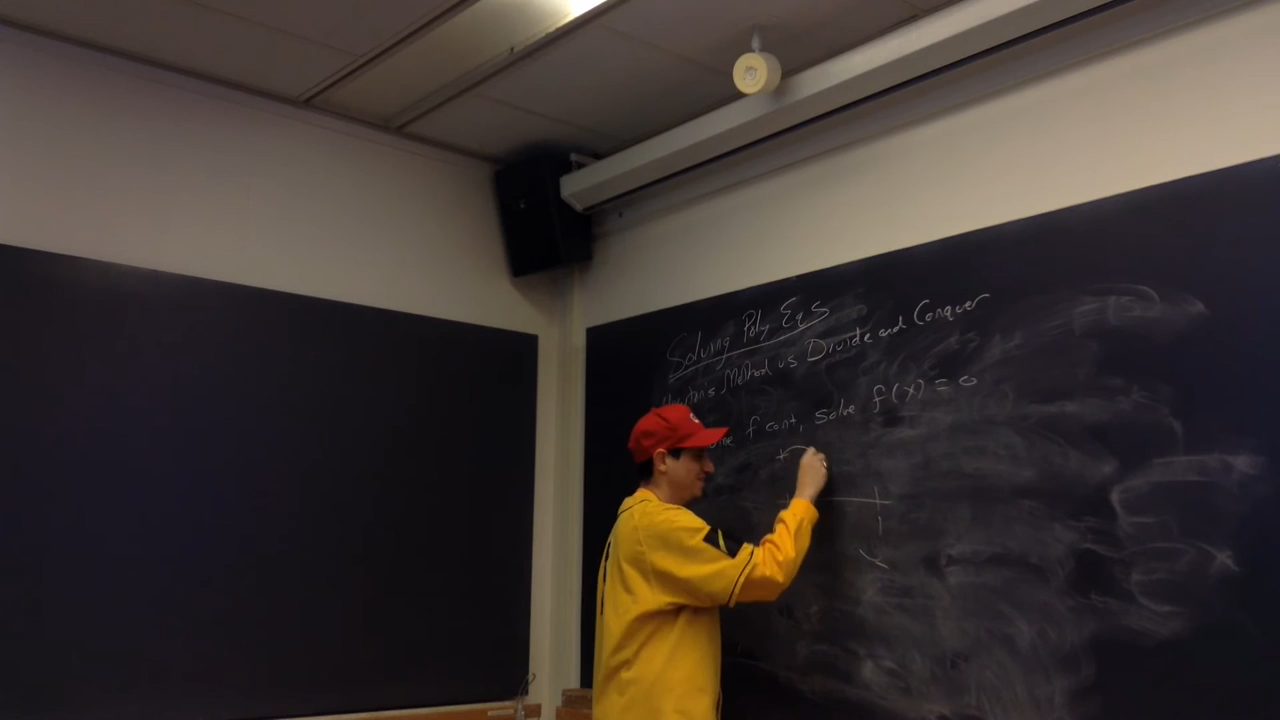 Solving Poly Eqs
Newton's Method vs Divide and Conquer
f cont, solve f(x) = 0